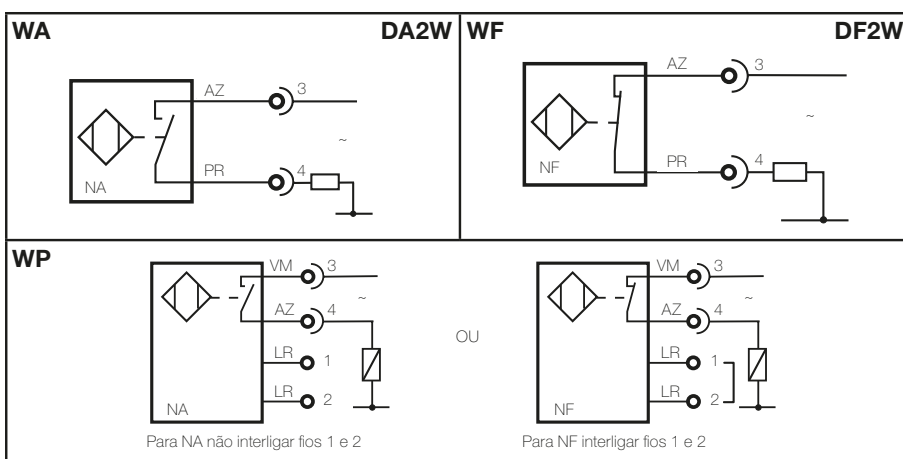 WA DA2W
AZ 3
~
PR 4
NA
WF DF2W
AZ 3
~
PR 4
NF
WP
VM 3
~
AZ 4
LR 1
LR 2
NA
Para NA não interligar fios 1 e 2
OU
VM 3
~
AZ 4
LR 1
LR 2
NF
Para NF interligar fios 1 e 2